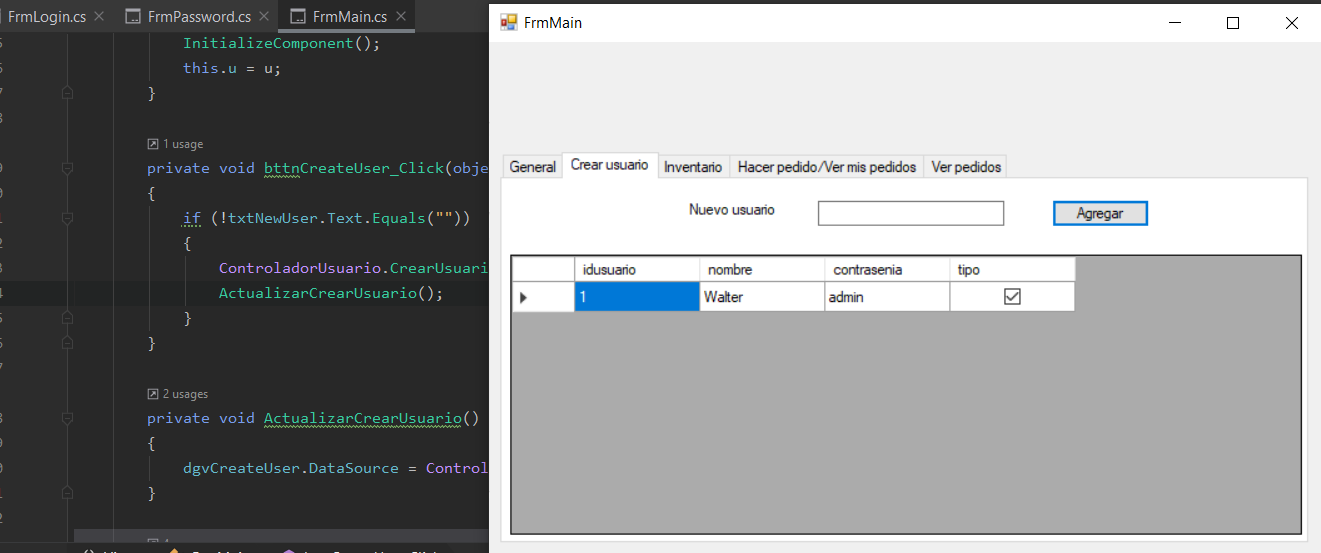 FrmLogin.cs FrmPassword.cs FrmMain.cs
InitializeComponent();
this.u = u;
}
1 usage
private void bttnCreateUser_Click(obje
{
if (!txtNewUser.Text.Equals(""))
{
ControladorUsuario.CrearUsuari
ActualizarCrearUsuario();
}
}
2 usages
private void ActualizarCrearUsuario()
{
dgvCreateUser.DataSource = Control
}
FrmMain
General Crear usuario Inventario Hacer pedido/Ver mis pedidos Ver pedidos
Nuevo usuario Agregar
idusuario nombre contrasenia tipo
1 Walter admin